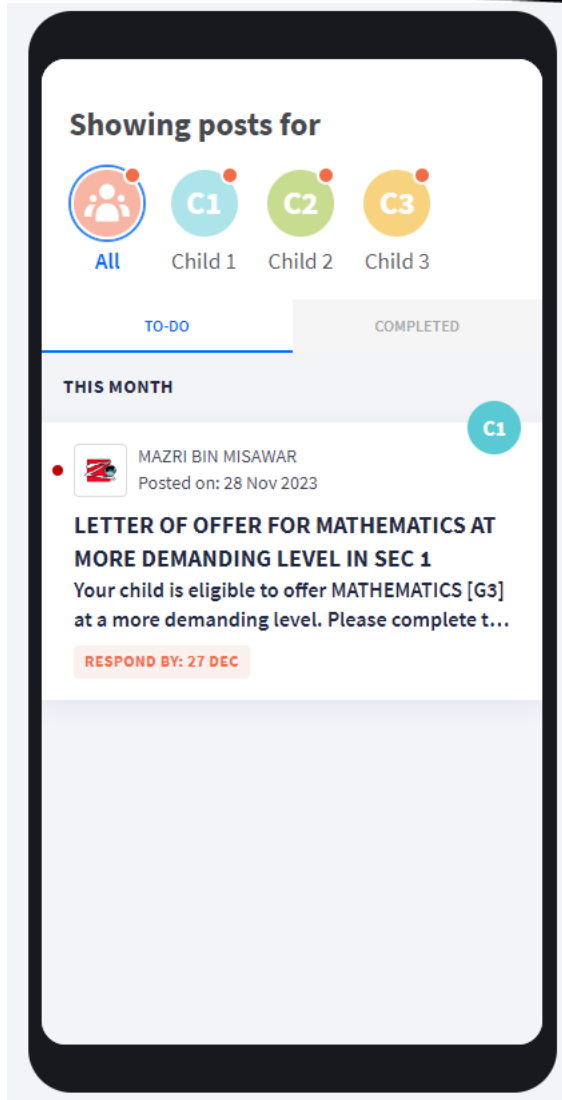 Showing posts for
C1 C2 C3
All Child 1 Child 2 Child 3
TO-DO COMPLETED
THIS MONTH
C1
MAZRI BIN MISAWAR
Posted on: 28 Nov 2023
LETTER OF OFFER FOR MATHEMATICS AT
MORE DEMANDING LEVEL IN SEC 1
Your child is eligible to offer MATHEMATICS [G3]
at a more demanding level. Please complete t...
RESPOND BY: 27 DEC